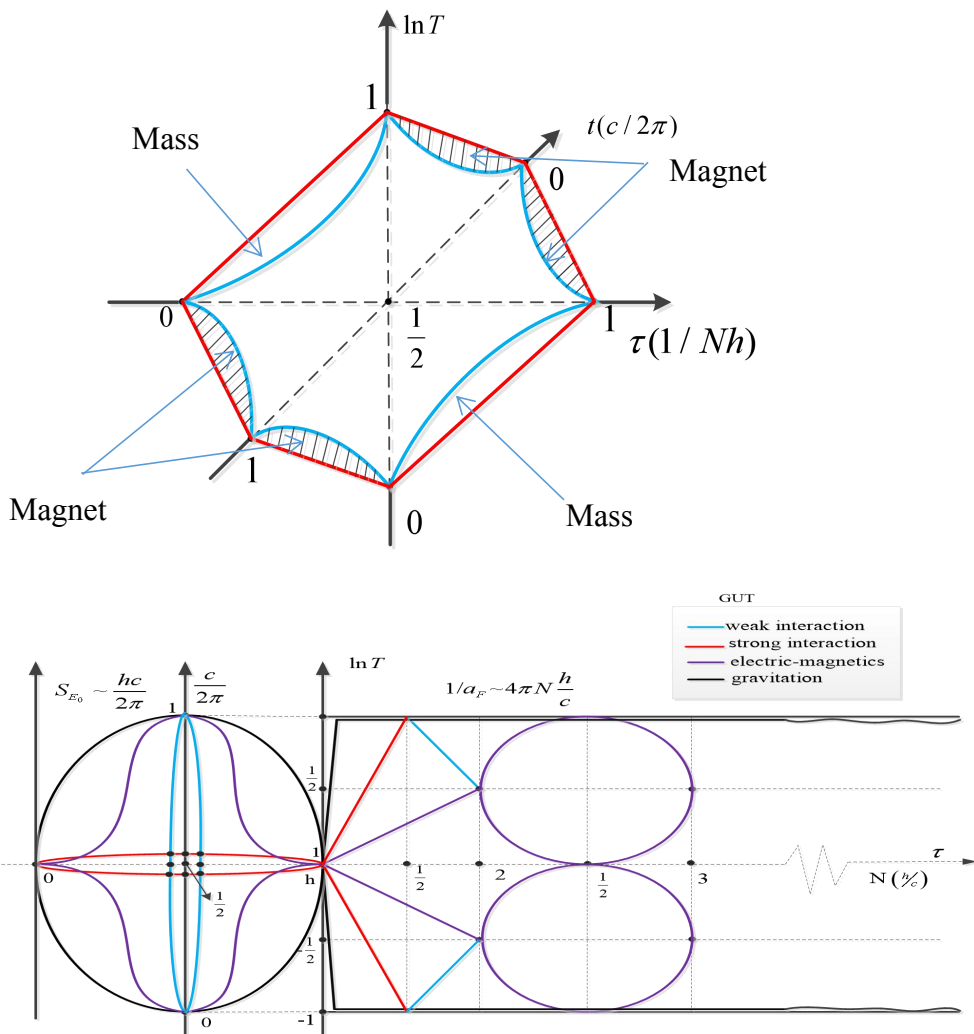 ln T
1
t(c / 2π)
Mass
0
Magnet
0
1/2
1
τ(1 / Nh)
1
Magnet
0
Mass
GUT
weak interaction
strong interaction
electric-magnetics
gravitation
S_{E_0} ~ hc/2π
c/2π
ln T
1/a_F ~ 4πN h/c
1
1/2
0
1
h
1/2
1/2
2
1/2
3
τ
N (h/c)
-1/2
0
-1